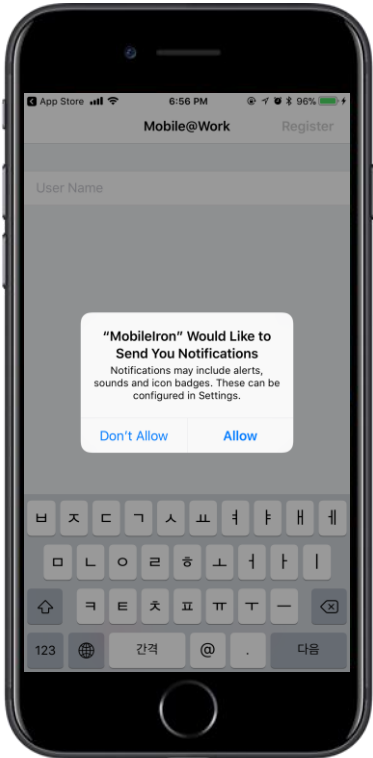 App Store 6:56 PM 96%
Mobile@Work Register
User Name
“MobileIron” Would Like to
Send You Notifications
Notifications may include alerts,
sounds and icon badges. These can be
configured in Settings.
Don’t Allow Allow
ㅂ ㅈ ㄷ ㄱ ㅅ ㅛ ㅕ ㅑ ㅐ ㅔ
ㅁ ㄴ ㅇ ㄹ ㅎ ㅗ ㅓ ㅏ ㅣ
ㅋ ㅌ ㅊ ㅍ ㅠ ㅜ ㅡ
123 간격 @ . 다음